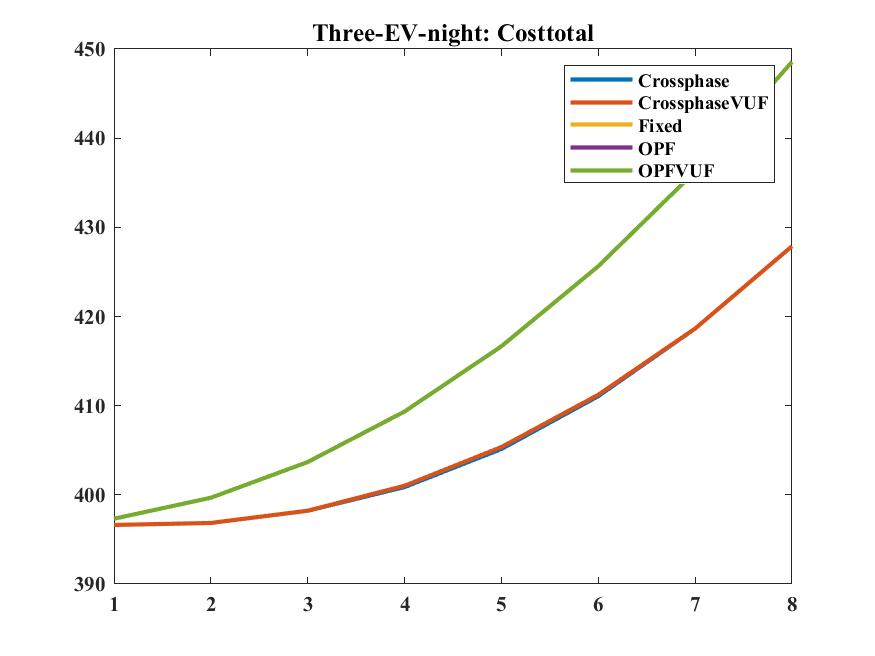 Three-EV-night: Costtotal
450
440
430
420
410
400
390
Crossphase
CrossphaseVUF
Fixed
OPF
OPFVUF
1 2 3 4 5 6 7 8